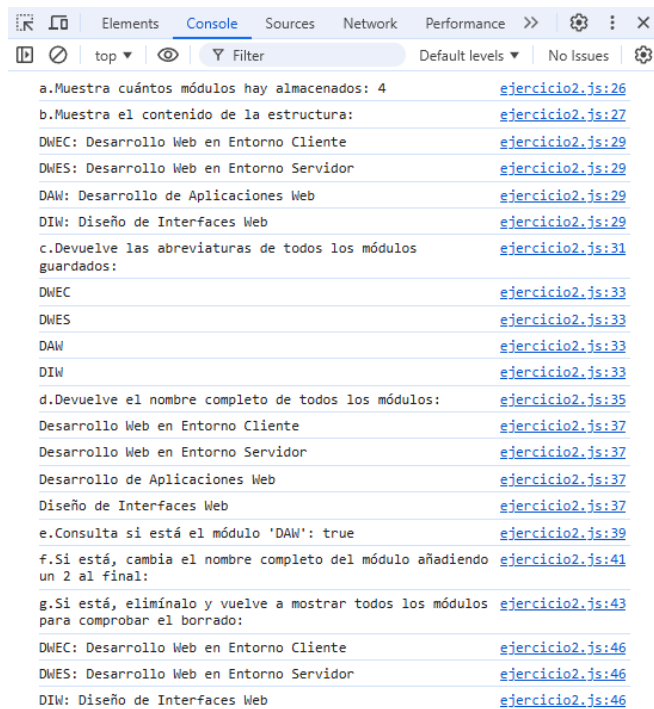 Elements Console Sources Network Performance
top Filter Default levels No Issues
a.Muestra cuántos módulos hay almacenados: 4 ejercicio2.js:26
b.Muestra el contenido de la estructura: ejercicio2.js:27
DWEC: Desarrollo Web en Entorno Cliente ejercicio2.js:29
DWES: Desarrollo Web en Entorno Servidor ejercicio2.js:29
DAW: Desarrollo de Aplicaciones Web ejercicio2.js:29
DIW: Diseño de Interfaces Web ejercicio2.js:29
c.Devuelve las abreviaturas de todos los módulos ejercicio2.js:31
guardados:
DWEC ejercicio2.js:33
DWES ejercicio2.js:33
DAW ejercicio2.js:33
DIW ejercicio2.js:33
d.Devuelve el nombre completo de todos los módulos: ejercicio2.js:35
Desarrollo Web en Entorno Cliente ejercicio2.js:37
Desarrollo Web en Entorno Servidor ejercicio2.js:37
Desarrollo de Aplicaciones Web ejercicio2.js:37
Diseño de Interfaces Web ejercicio2.js:37
e.Consulta si está el módulo 'DAW': true ejercicio2.js:39
f.Si está, cambia el nombre completo del módulo añadiendo ejercicio2.js:41
un 2 al final:
g.Si está, elimínalo y vuelve a mostrar todos los módulos ejercicio2.js:43
para comprobar el borrado:
DWEC: Desarrollo Web en Entorno Cliente ejercicio2.js:46
DWES: Desarrollo Web en Entorno Servidor ejercicio2.js:46
DIW: Diseño de Interfaces Web ejercicio2.js:46